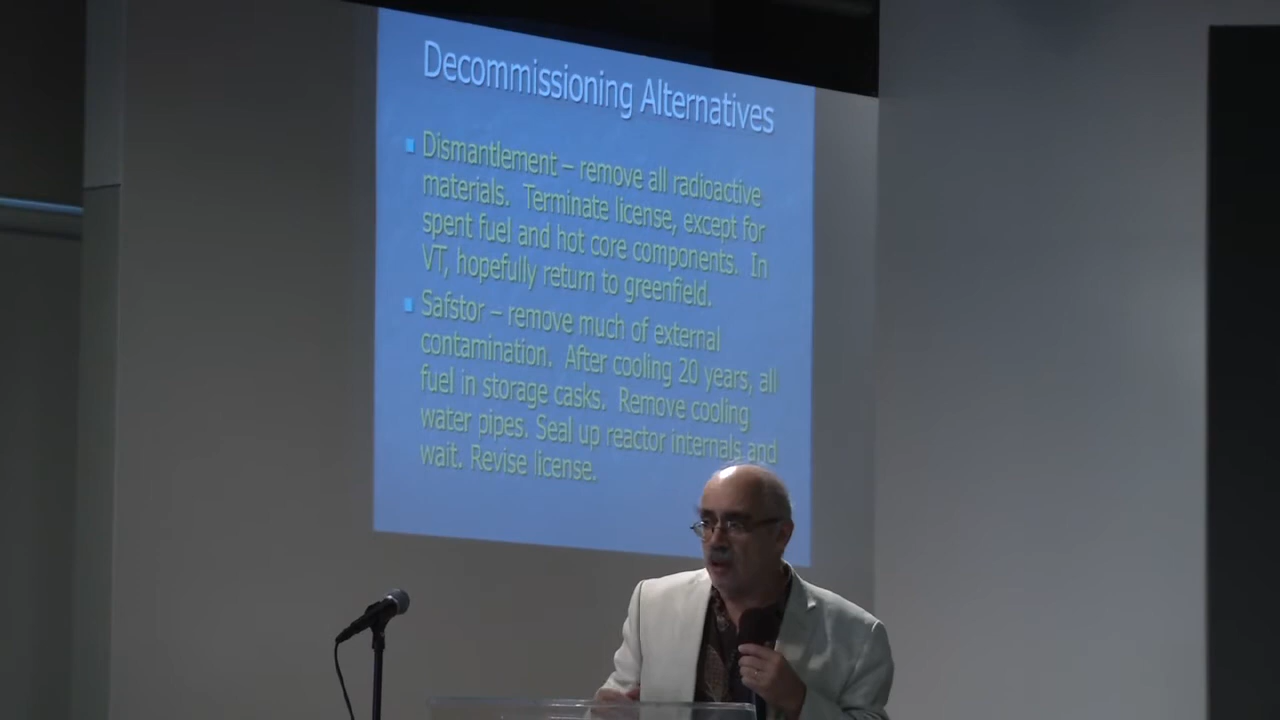 Decommissioning Alternatives
Dismantlement – remove all radioactive
materials. Terminate license, except for
spent fuel and hot core components. In
VT, hopefully return to greenfield.
Safstor – remove much of external
contamination. After cooling 20 years, all
fuel in storage casks. Remove cooling
water pipes. Seal up reactor internals and
wait. Revise license.